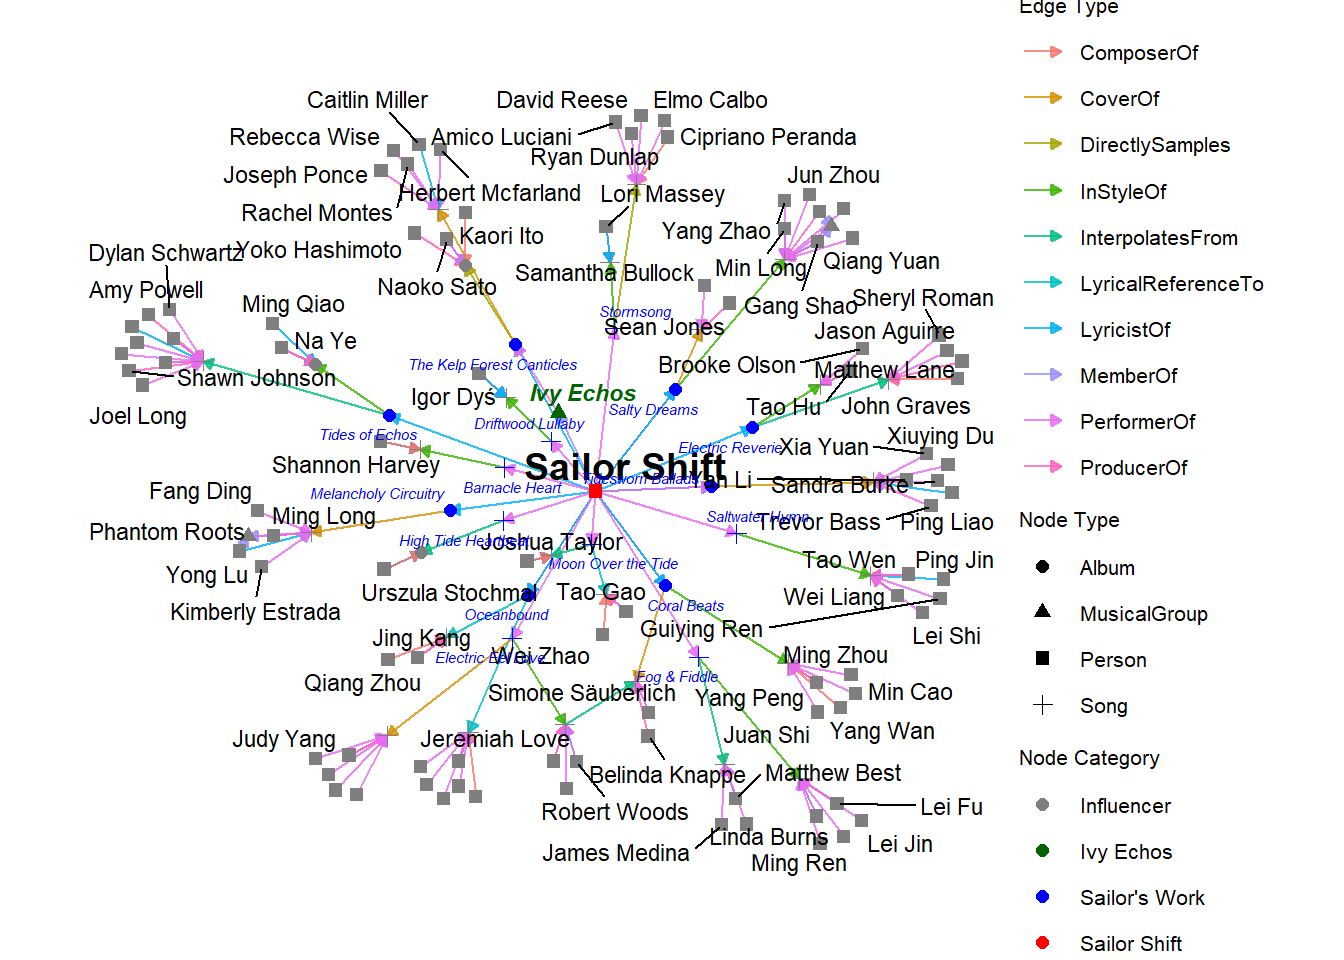 Edge Type
ComposerOf
CoverOf
DirectlySamples
InStyleOf
InterpolatesFrom
LyricalReferenceTo
LyricistOf
MemberOf
PerformerOf
ProducerOf
Node Type
Album
MusicalGroup
Person
Song
Node Category
Influencer
Ivy Echos
Sailor's Work
Sailor Shift
Caitlin Miller
David Reese
Elmo Calbo
Rebecca Wise
Amico Luciani
Cipriano Peranda
Ryan Dunlap
Joseph Ponce
Jun Zhou
Herbert Mcfarland
Lori Massey
Rachel Montes
Yang Zhao
Yoko Hashimoto
Kaori Ito
Dylan Schwartz
Samantha Bullock
Min Long
Qiang Yuan
Amy Powell
Naoko Sato
Ming Qiao
Gang Shao
Sheryl Roman
Stormsong
Sean Jones
Jason Aguirre
Na Ye
The Kelp Forest Canticles
Brooke Olson
Matthew Lane
Shawn Johnson
Ivy Echos
Igor Dyś
Salty Dreams
Tao Hu
John Graves
Joel Long
Driftwood Lullaby
Tides of Echos
Electric Reverie
Xia Yuan
Xiuying Du
Shannon Harvey
Sailor Shift
Yan Li
Sandra Burke
Fang Ding
Melancholy Circuitry
Barnacle Heart
Ming Long
Saltwater Hymn
Trevor Bass
Ping Liao
Phantom Roots
High Tide Heartbeat
Joshua Taylor
Moon Over the Tide
Tao Wen
Ping Jin
Yong Lu
Urszula Stochmal
Tao Gao
Wei Liang
Kimberly Estrada
Oceanbound
Coral Beats
Guiying Ren
Lei Shi
Jing Kang
Wei Zhao
Ming Zhou
Qiang Zhou
Fog & Fiddle
Simone Säuberlich
Yang Peng
Min Cao
Judy Yang
Jeremiah Love
Juan Shi
Yang Wan
Belinda Knappe
Matthew Best
Robert Woods
Lei Fu
Linda Burns
James Medina
Ming Ren
Lei Jin